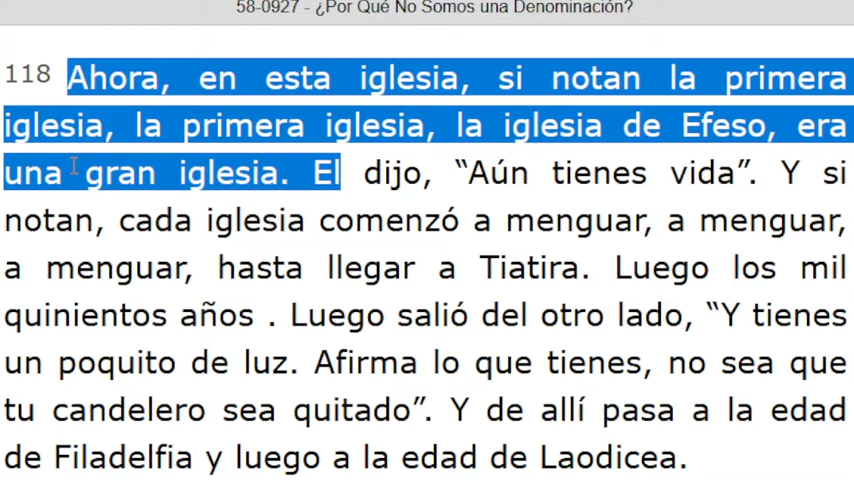 58-0927 - ¿Por Qué No Somos una Denominación?
118 Ahora, en esta iglesia, si notan la primera
iglesia, la primera iglesia, la iglesia de Efeso, era
una gran iglesia. El dijo, “Aún tienes vida”. Y si
notan, cada iglesia comenzó a menguar, a menguar,
a menguar, hasta llegar a Tiatira. Luego los mil
quinientos años . Luego salió del otro lado, “Y tienes
un poquito de luz. Afirma lo que tienes, no sea que
tu candelero sea quitado”. Y de allí pasa a la edad
de Filadelfia y luego a la edad de Laodicea.